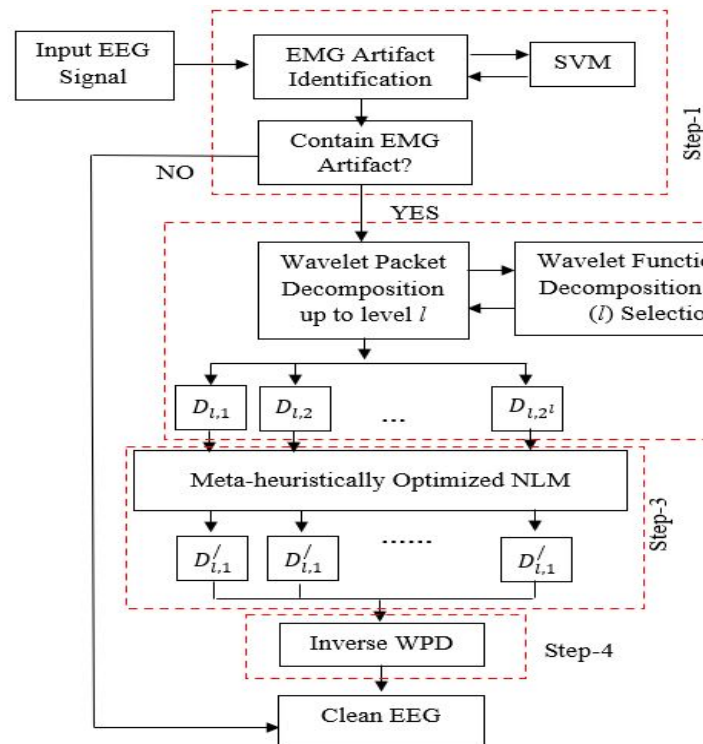 Input EEG
Signal
EMG Artifact
Identification
SVM
Step-1
Contain EMG
Artifact?
NO
YES
Wavelet Packet
Decomposition
up to level l
Wavelet Functio
Decomposition
(l) Selectio
D_{l,1}
D_{l,2}
...
D_{l,2^l}
Meta-heuristically Optimized NLM
Step-3
D^/_{l,1}
D^/_{l,1}
......
D^/_{l,1}
Inverse WPD
Step-4
Clean EEG